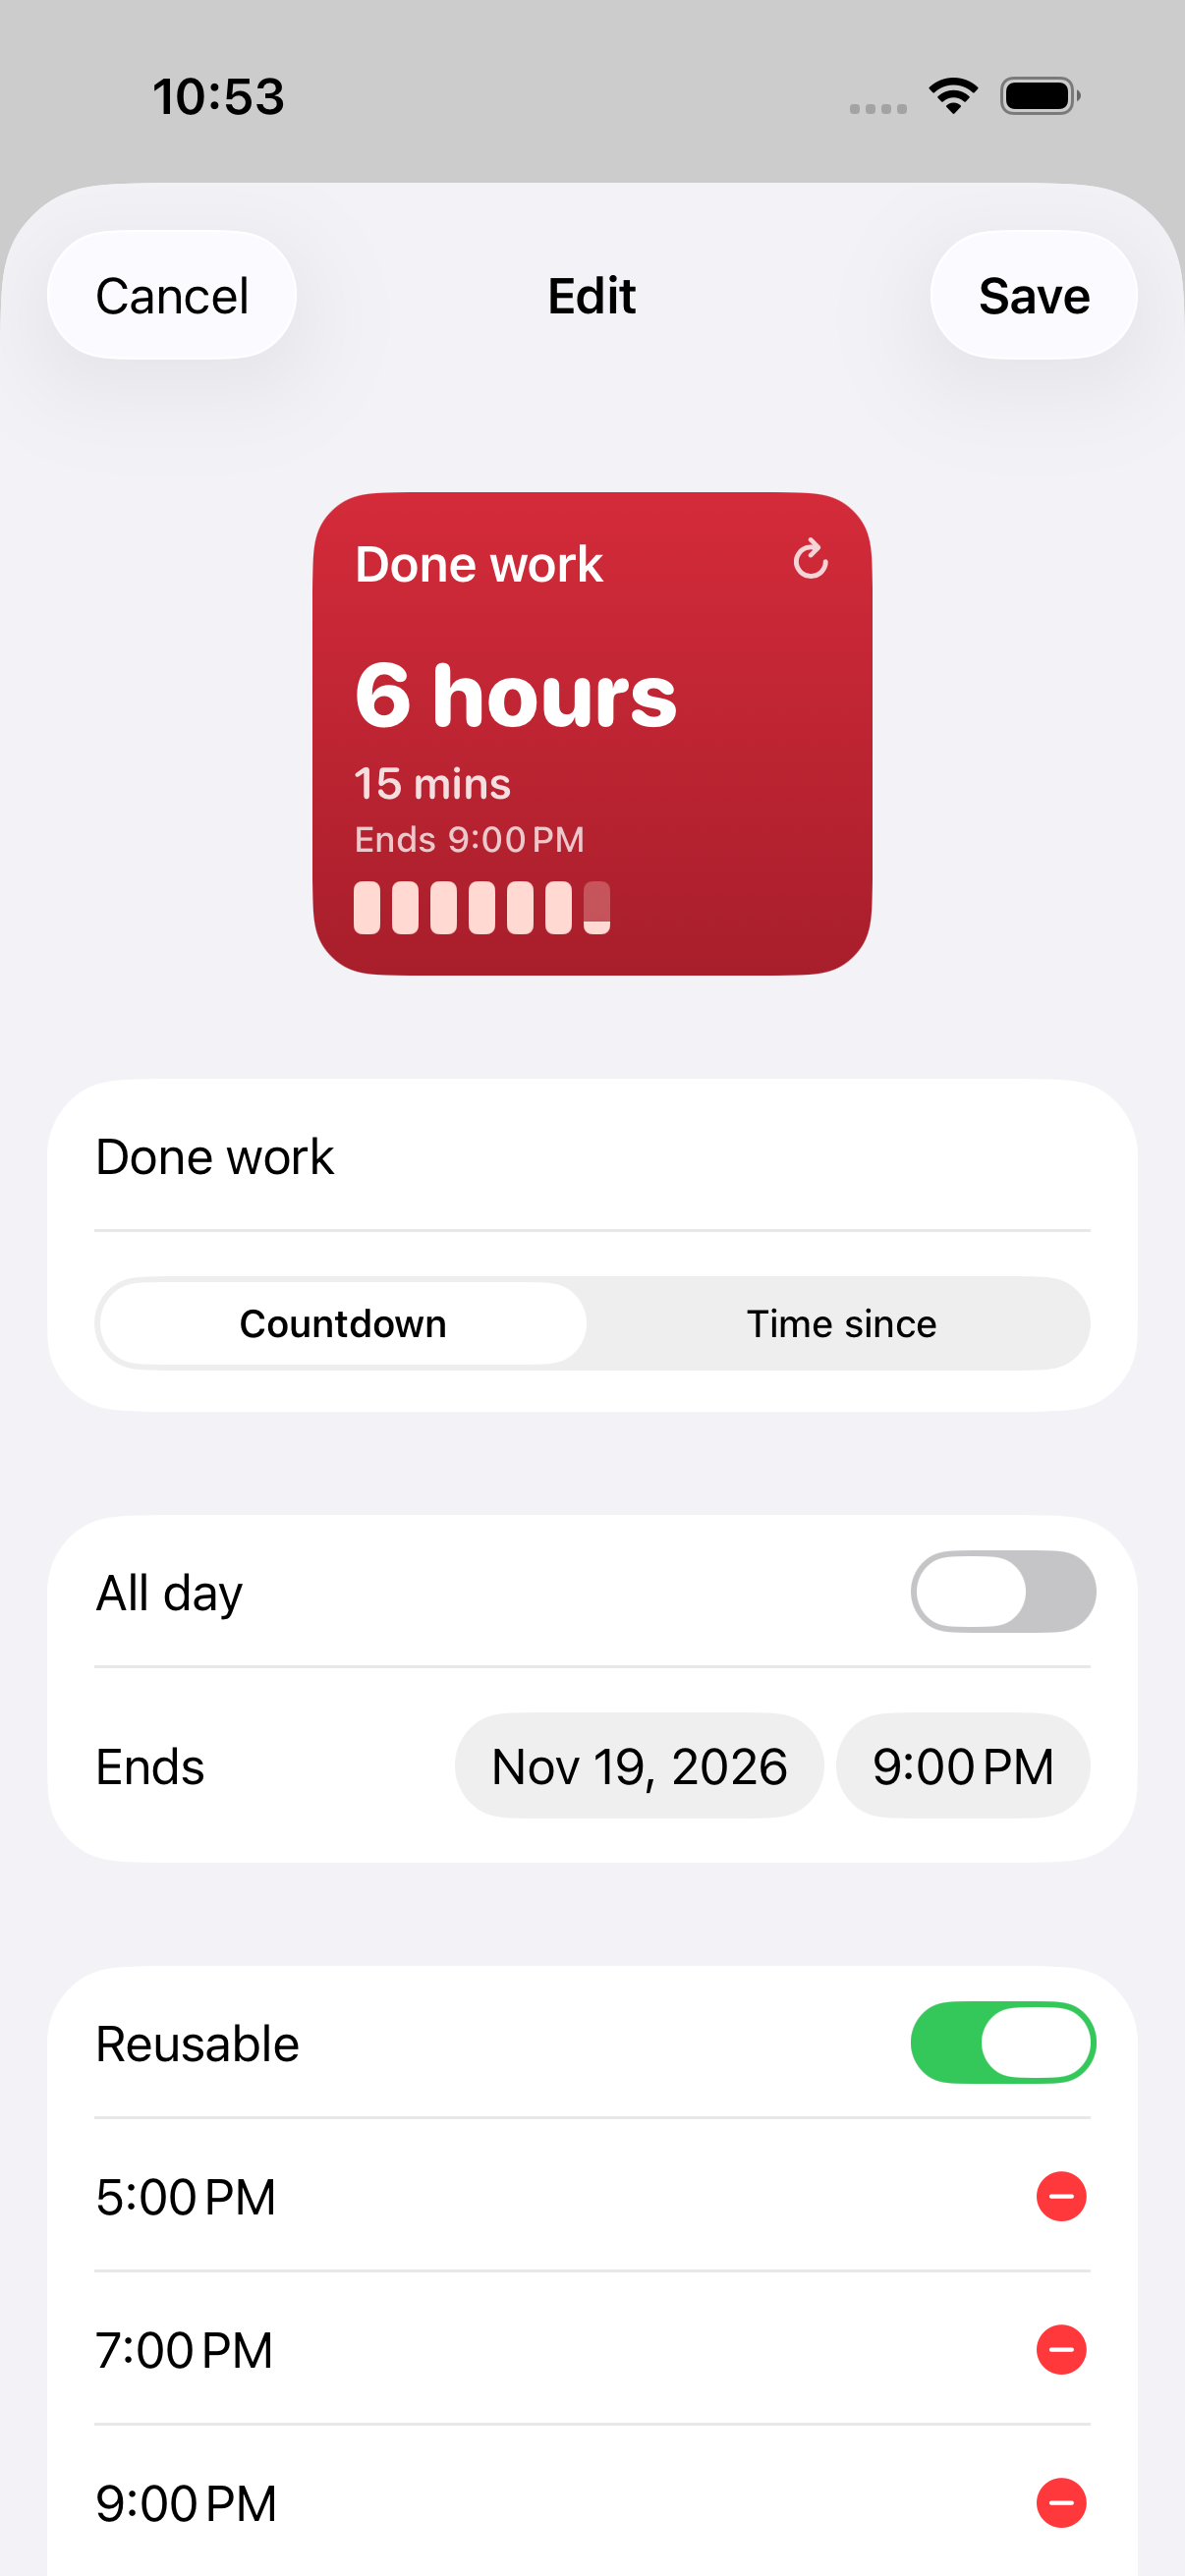 10:53
Cancel
Edit
Save
Done work
6 hours
15 mins
Ends 9:00 PM
Done work
Countdown
Time since
All day
Ends
Nov 19, 2026
9:00 PM
Reusable
5:00 PM
7:00 PM
9:00 PM